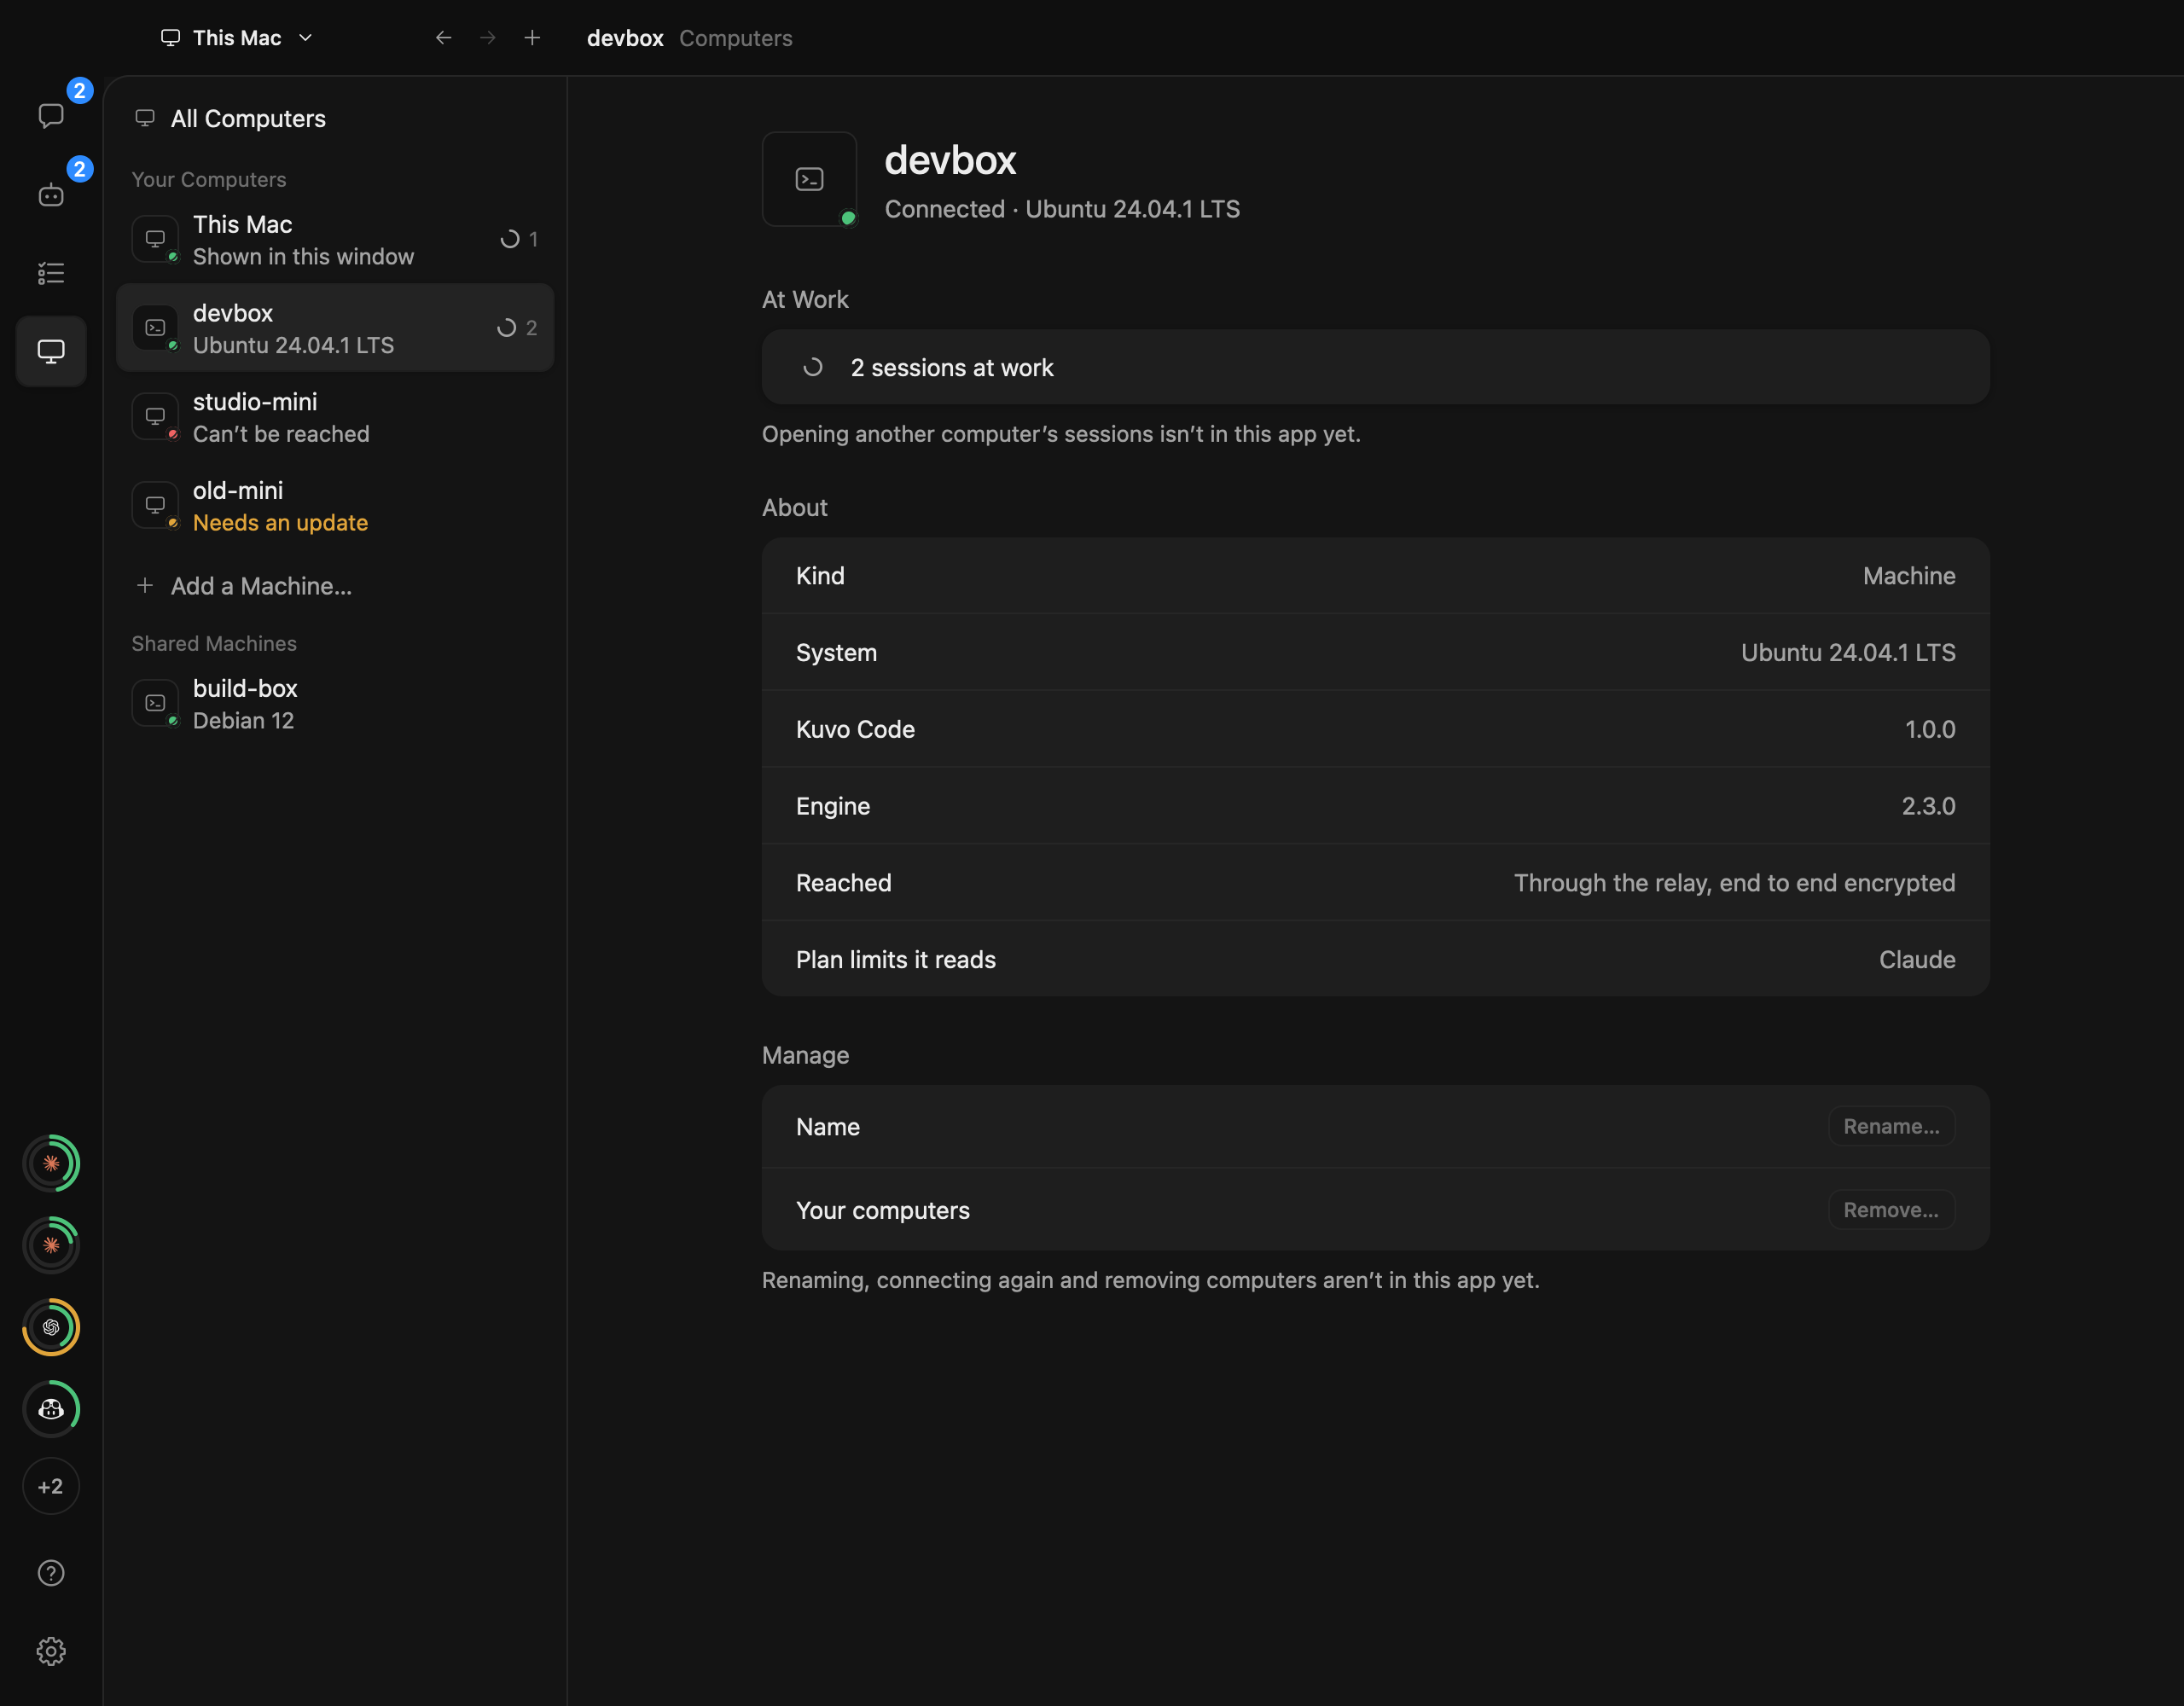 This Mac
devbox Computers
2
2
All Computers
Your Computers
This Mac
Shown in this window
1
devbox
Ubuntu 24.04.1 LTS
2
studio-mini
Can’t be reached
old-mini
Needs an update
Add a Machine...
Shared Machines
build-box
Debian 12
+2
devbox
Connected · Ubuntu 24.04.1 LTS
At Work
2 sessions at work
Opening another computer’s sessions isn’t in this app yet.
About
Kind Machine
System Ubuntu 24.04.1 LTS
Kuvo Code 1.0.0
Engine 2.3.0
Reached Through the relay, end to end encrypted
Plan limits it reads Claude
Manage
Name Rename...
Your computers Remove...
Renaming, connecting again and removing computers aren’t in this app yet.